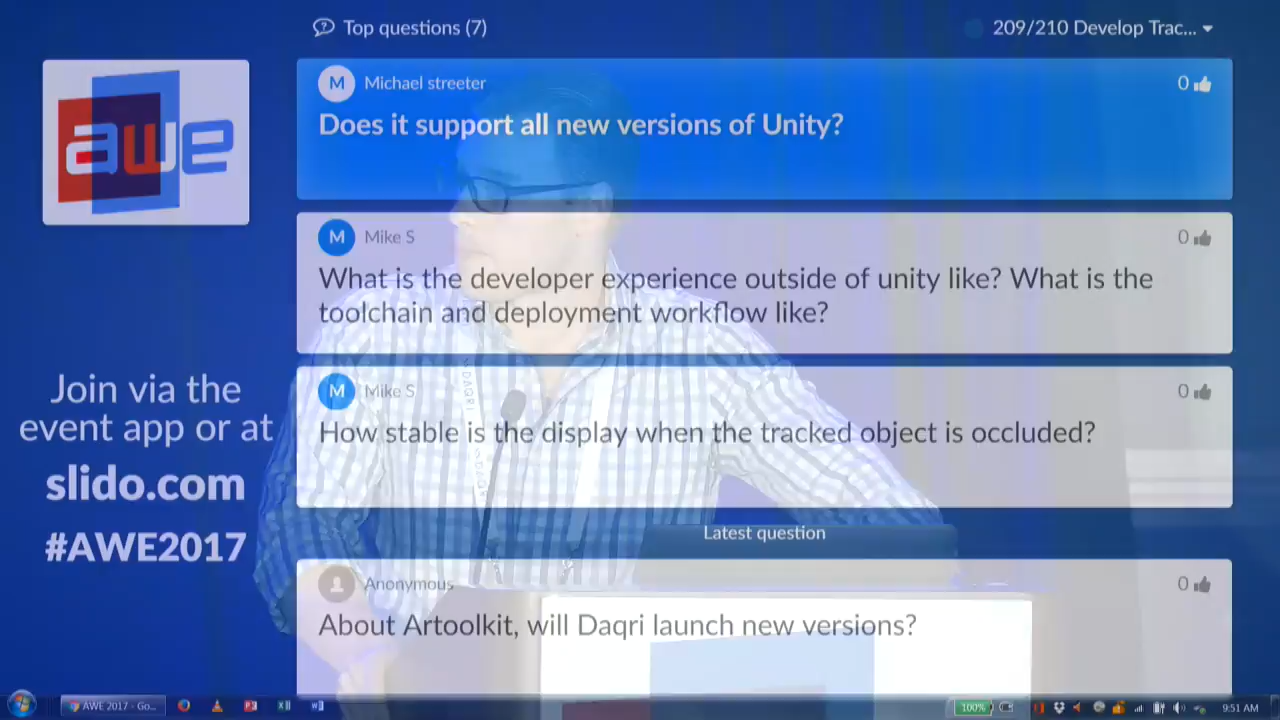 Top questions (7)
209/210 Develop Trac...
awe
M Michael streeter
0
Does it support all new versions of Unity?
M Mike S
0
What is the developer experience outside of unity like? What is the
toolchain and deployment workflow like?
M Mike S
0
How stable is the display when the tracked object is occluded?
Join via the
event app or at
slido.com
#AWE2017
Latest question
Anonymous
0
About Artoolkit, will Daqri launch new versions?
AWE 2017 - Go...
100%
9:51 AM